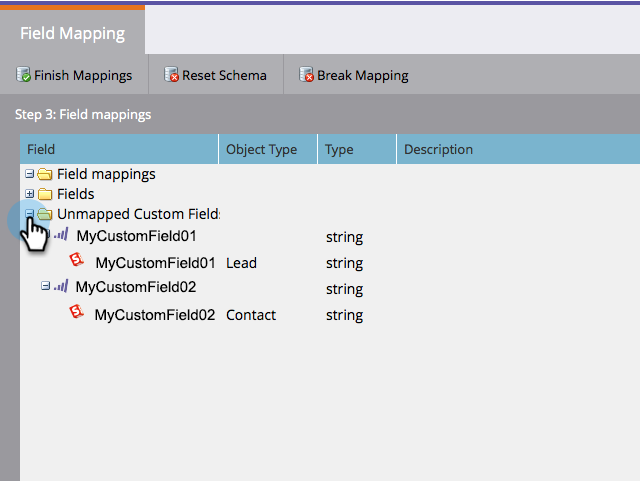 Field Mapping
Finish Mappings Reset Schema Break Mapping
Step 3: Field mappings
Field Object Type Type Description
Field mappings
Fields
Unmapped Custom Fields
MyCustomField01 string
MyCustomField01 Lead string
MyCustomField02 string
MyCustomField02 Contact string